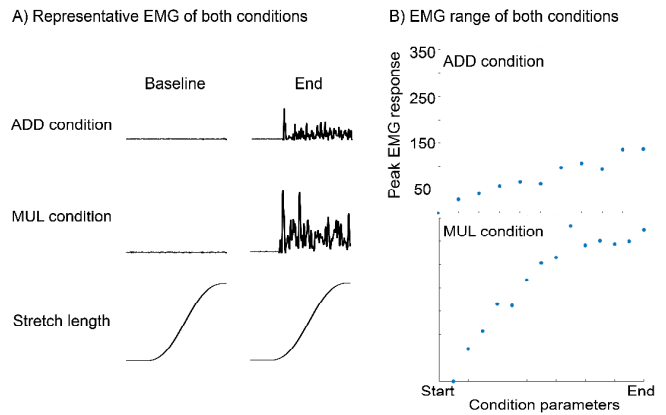 A) Representative EMG of both conditions
Baseline
End
ADD condition
MUL condition
Stretch length
B) EMG range of both conditions
Peak EMG response
350
250
150
50
ADD condition
MUL condition
Start
End
Condition parameters